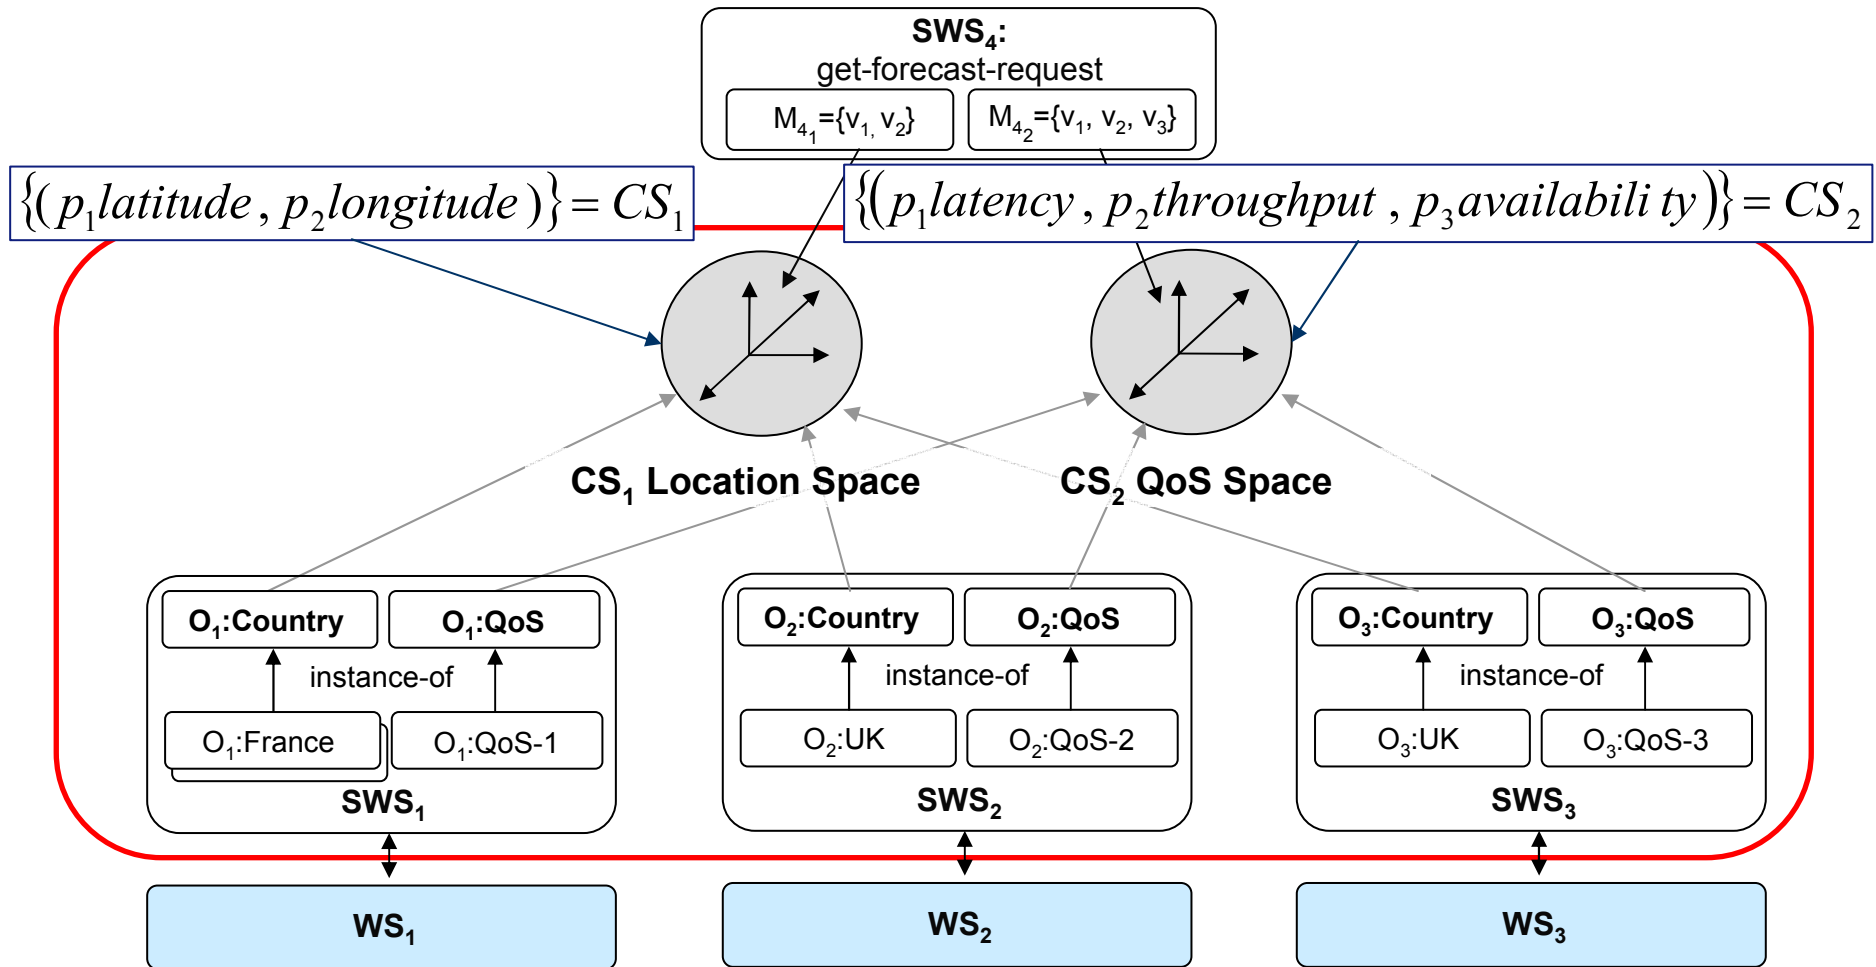 SWS₄:
get-forecast-request
M₄₁={v₁, v₂}
M₄₂={v₁, v₂, v₃}
{(p₁latitude, p₂longitude)}= CS₁
{(p₁latency, p₂throughput, p₃availability)}= CS₂
CS₁ Location Space
CS₂ QoS Space
O₁:Country
O₁:QoS
instance-of
O₁:France
O₁:QoS-1
SWS₁
O₂:Country
O₂:QoS
instance-of
O₂:UK
O₂:QoS-2
SWS₂
O₃:Country
O₃:QoS
instance-of
O₃:UK
O₃:QoS-3
SWS₃
WS₁
WS₂
WS₃